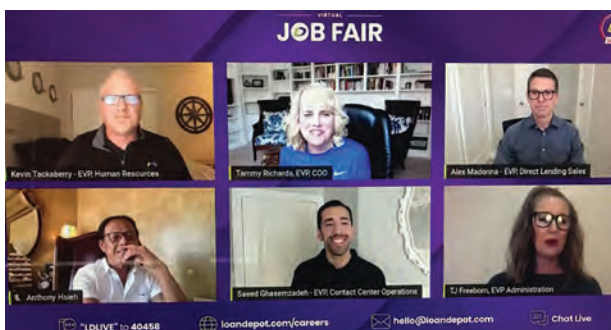 VIRTUAL
JOB FAIR
Kevin Tackaberry - EVP, Human Resources
Tammy Richards, EVP, COO
Alex Madonna - EVP, Direct Lending Sales
Anthony Hsieh
Saeed Ghasemzadeh - EVP, Contact Center Operations
TJ Freeborn, EVP Administration
"LDLIVE" to 40458
loandepot.com/careers
hello@loandepot.com
Chat Live